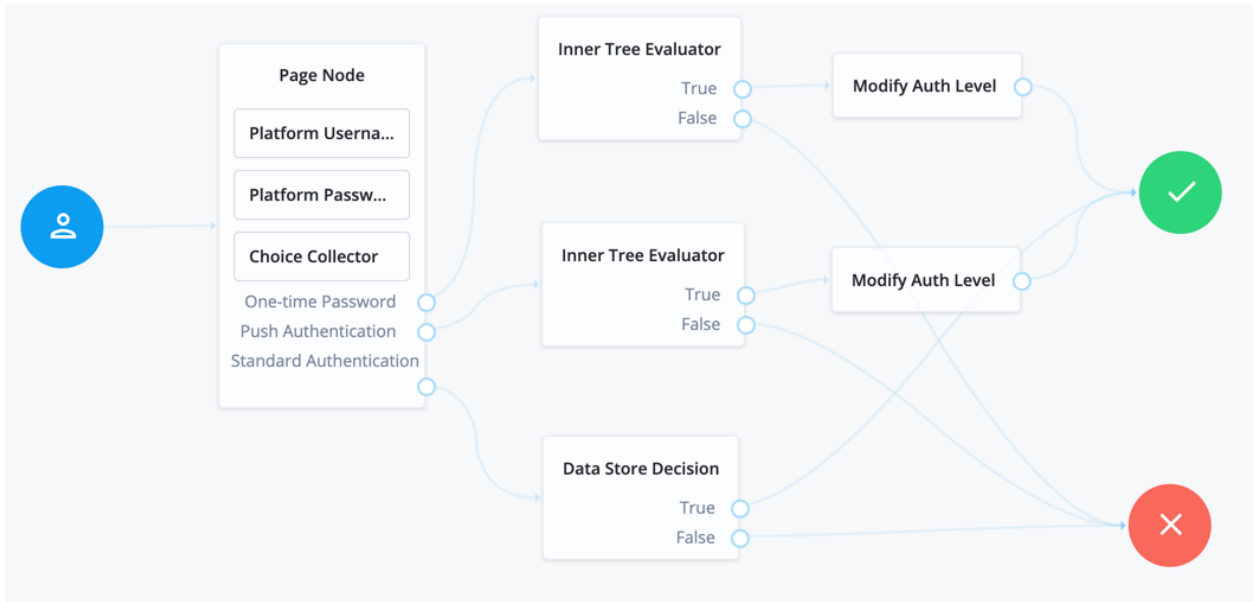 Page Node
Platform Userna...
Platform Passw...
Choice Collector
One-time Password
Push Authentication
Standard Authentication
Inner Tree Evaluator
True
False
Modify Auth Level
Inner Tree Evaluator
True
False
Modify Auth Level
Data Store Decision
True
False